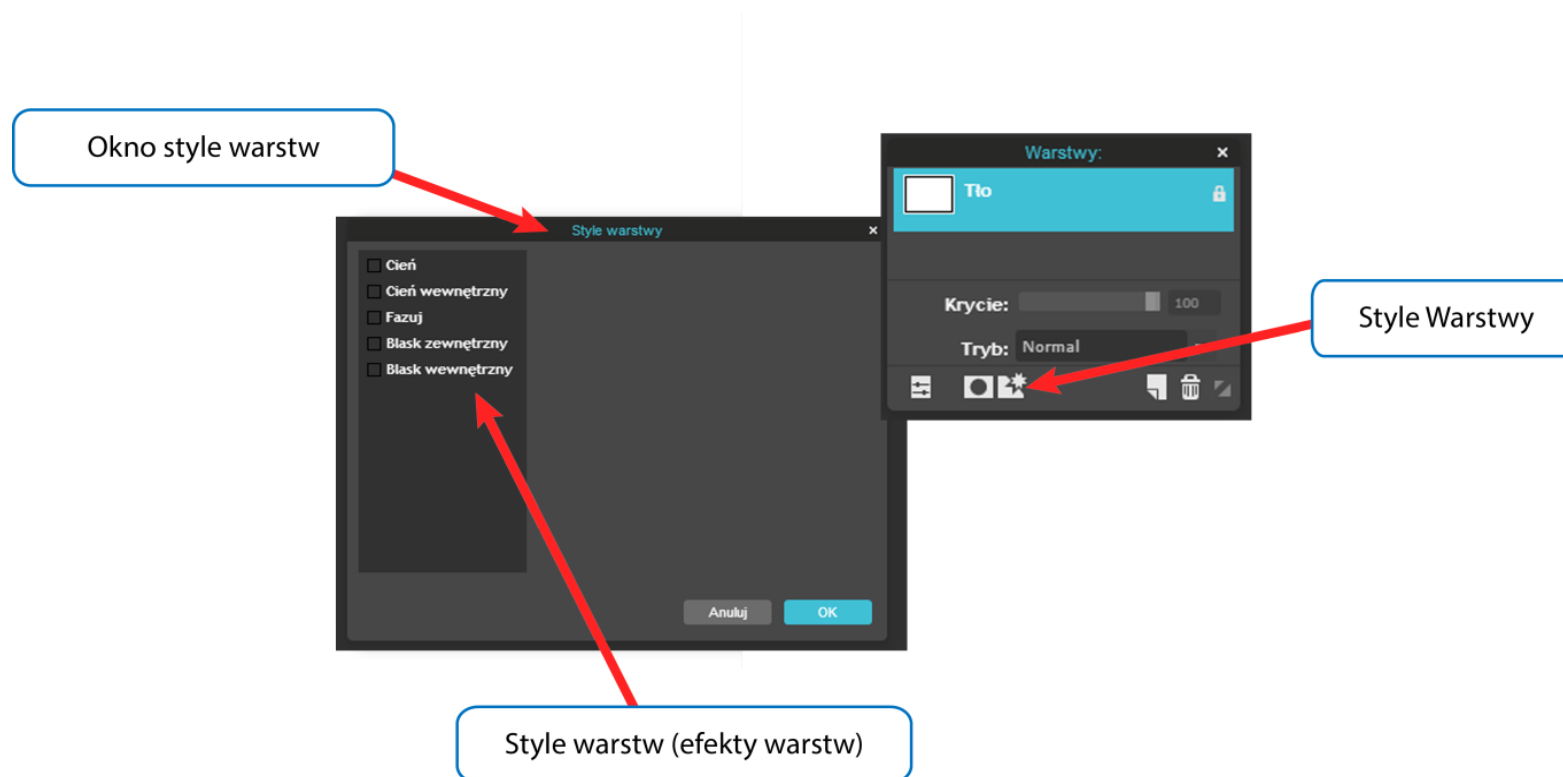 Okno style warstw
Warstwy:
Tło
Style warstwy
Cień
Cień wewnętrzny
Fazuj
Blask zewnętrzny
Blask wewnętrzny
Krycie: 100
Tryb: Normal
Style Warstwy
Anuluj OK
Style warstw (efekty warstw)